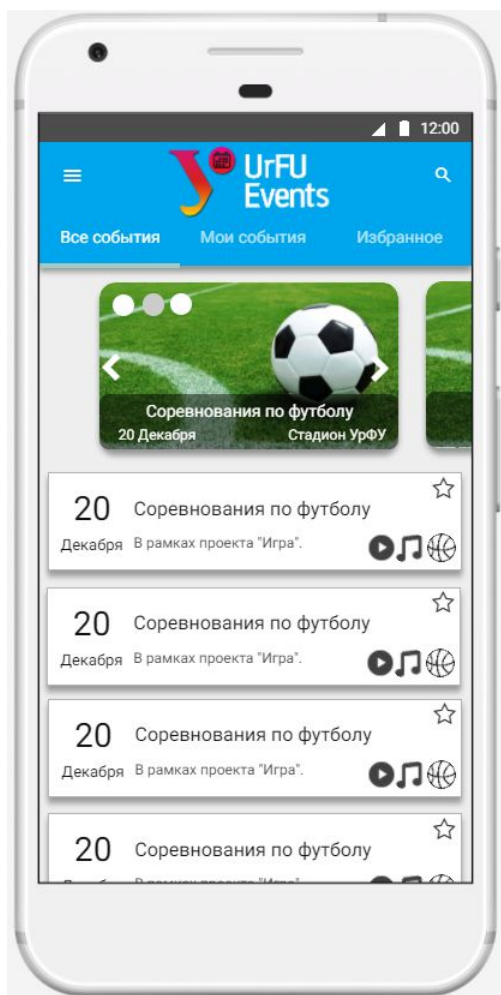 12:00
UrFU
Events
Все события Мои события Избранное
Соревнования по футболу
20 Декабря Стадион УрФУ
20 Соревнования по футболу
Декабря В рамках проекта "Игра".
20 Соревнования по футболу
Декабря В рамках проекта "Игра".
20 Соревнования по футболу
Декабря В рамках проекта "Игра".
20 Соревнования по футболу